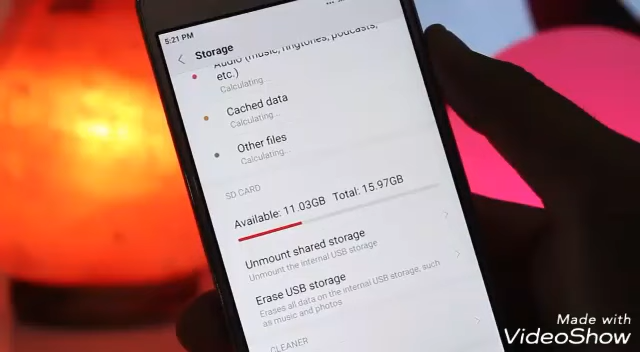 5:21 PM
Storage
Audio (music, ringtones, podcasts,
etc.)
Calculating...
Cached data
Calculating...
Other files
Calculating...
SD CARD
Available: 11.03GB Total: 15.97GB
Unmount shared storage
Unmount the internal USB storage
Erase USB storage
Erases all data on the internal USB storage, such
as music and photos
CLEANER
Made with
VideoShow